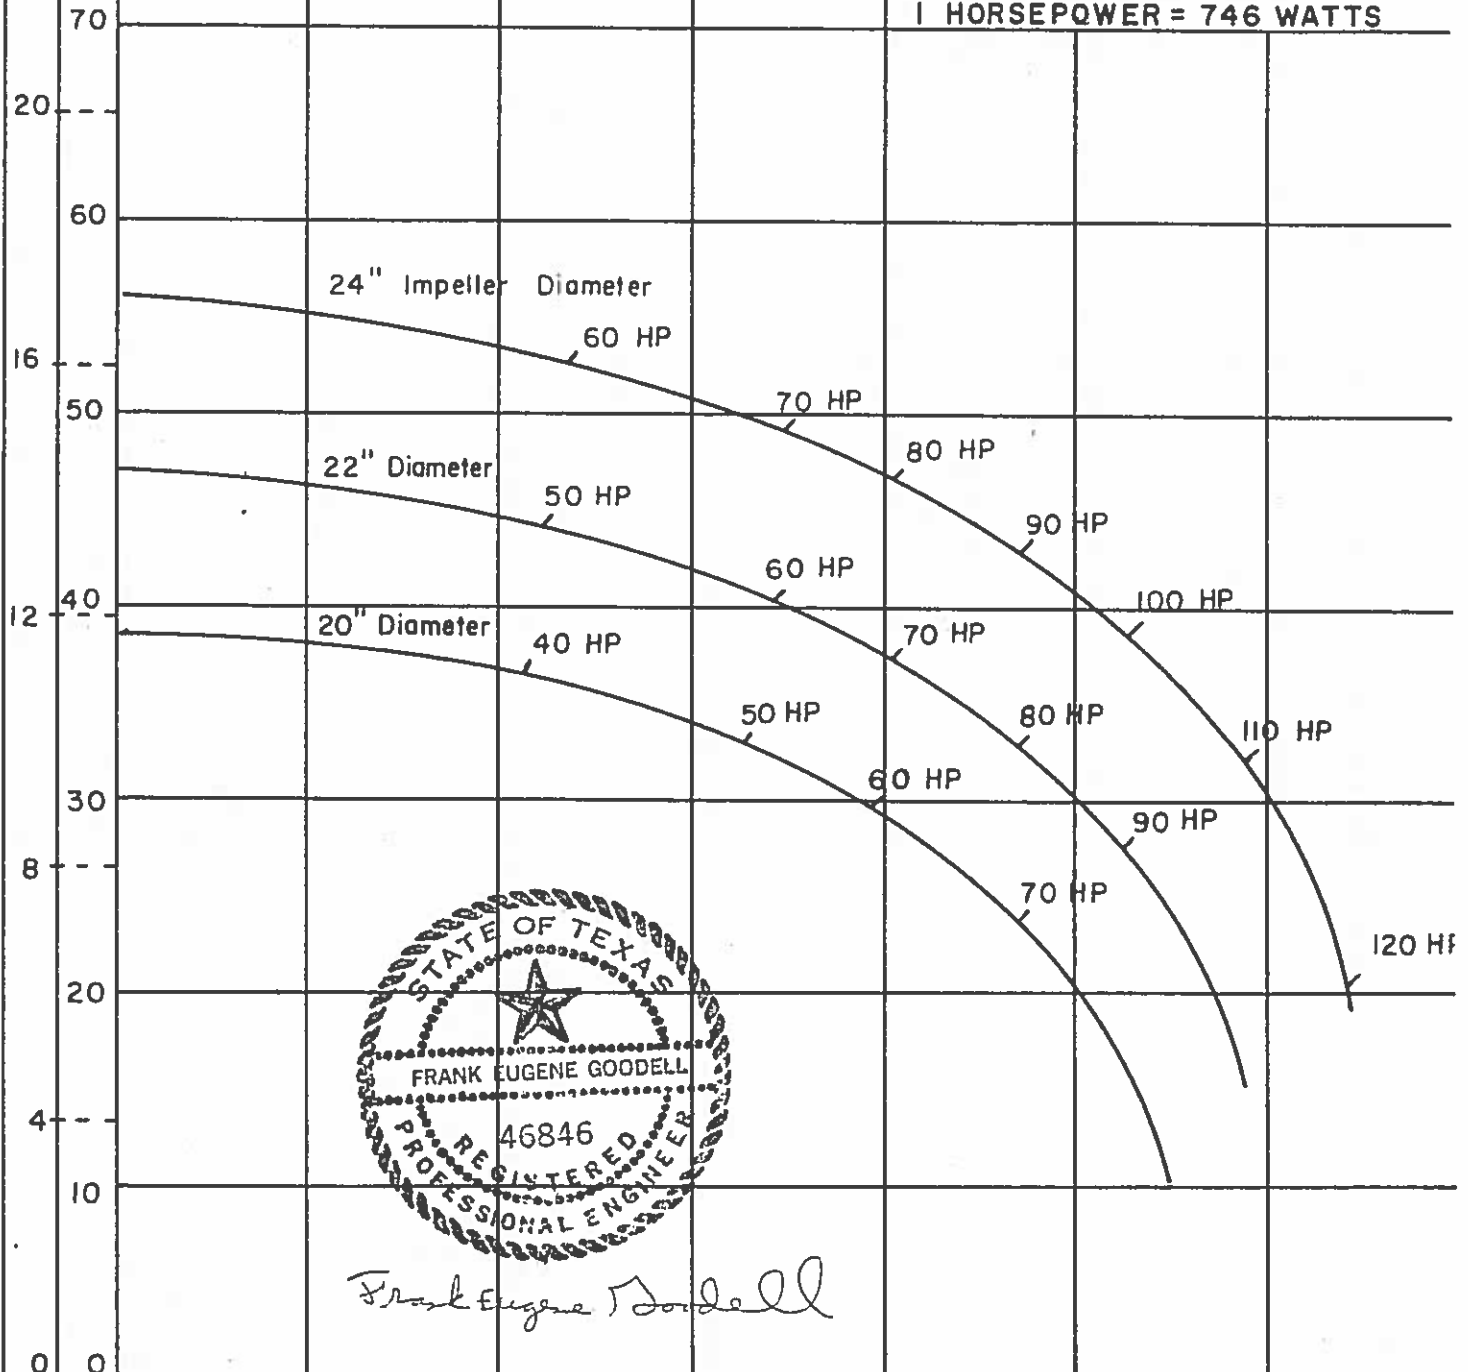 1 HORSEPOWER = 746 WATTS
70
20
60
24" Impeller Diameter
60 HP
16
50
70 HP
80 HP
22" Diameter
50 HP
90 HP
60 HP
12
40
100 HP
20" Diameter
40 HP
70 HP
50 HP
80 HP
110 HP
60 HP
30
90 HP
8
70 HP
STATE OF TEXAS
120 HP
20
FRANK EUGENE GOODELL
4
46846
REGISTERED
PROFESSIONAL ENGINEER
10
Frank Eugene Goodell
0
0